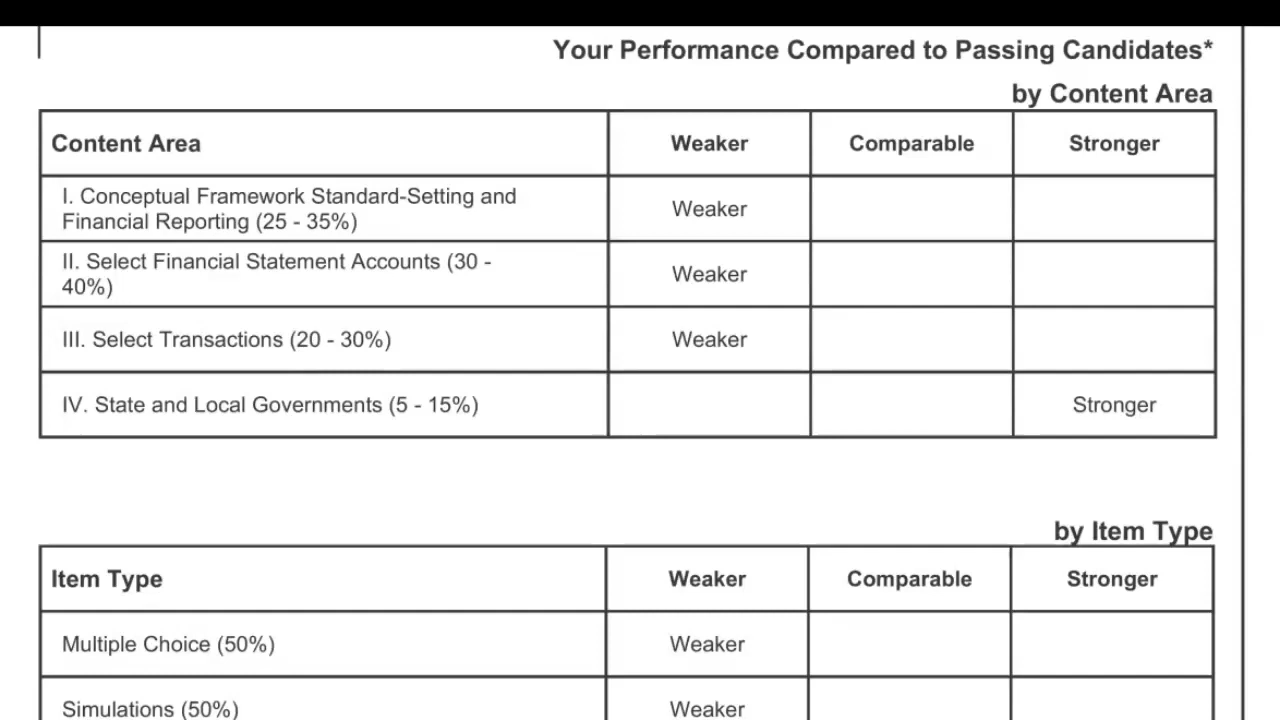 Your Performance Compared to Passing Candidates*
by Content Area
Content Area Weaker Comparable Stronger
I. Conceptual Framework Standard-Setting and
Financial Reporting (25 - 35%) Weaker
II. Select Financial Statement Accounts (30 -
40%) Weaker
III. Select Transactions (20 - 30%) Weaker
IV. State and Local Governments (5 - 15%) Stronger
by Item Type
Item Type Weaker Comparable Stronger
Multiple Choice (50%) Weaker
Simulations (50%) Weaker